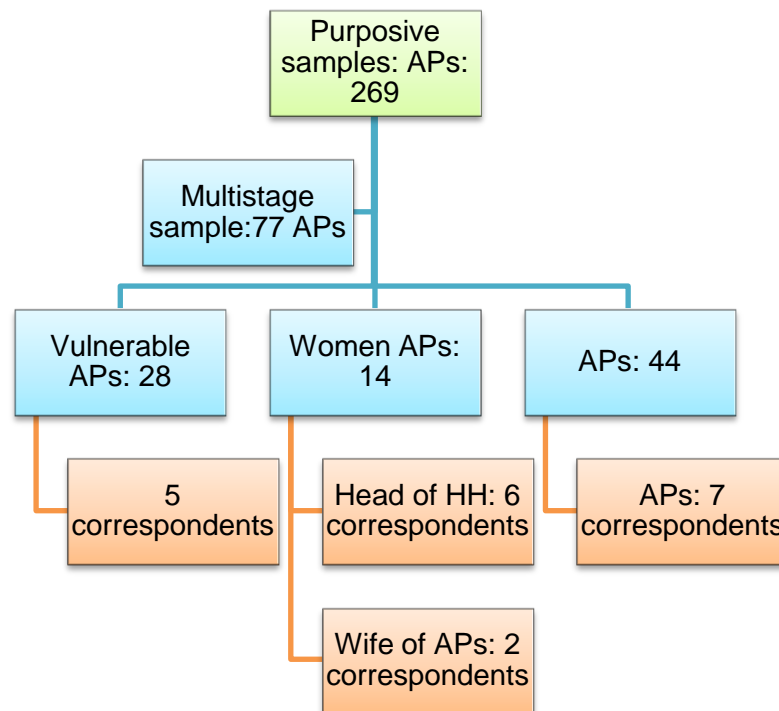 Purposive
samples: APs:
269
Multistage
sample:77 APs
Vulnerable
APs: 28
Women APs:
14
APs: 44
5
correspondents
Head of HH: 6
correspondents
APs: 7
correspondents
Wife of APs: 2
correspondents